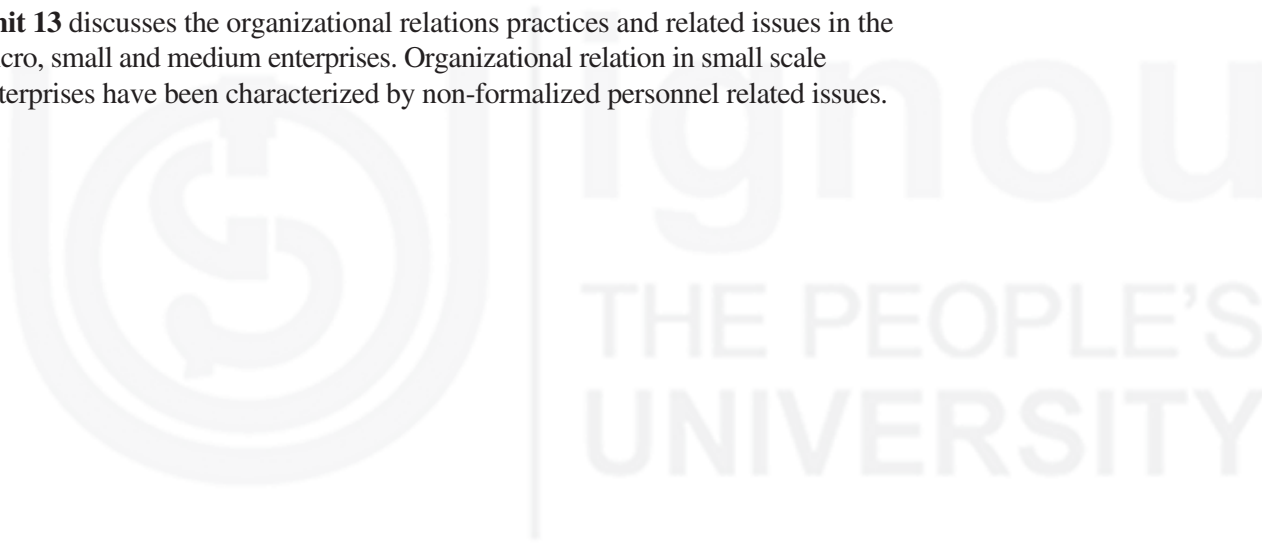 nit 13 discusses the organizational relations practices and related issues in the
cro, small and medium enterprises. Organizational relation in small scale
terprises have been characterized by non-formalized personnel related issues.
ignou
THE PEOPLE'S
UNIVERSITY